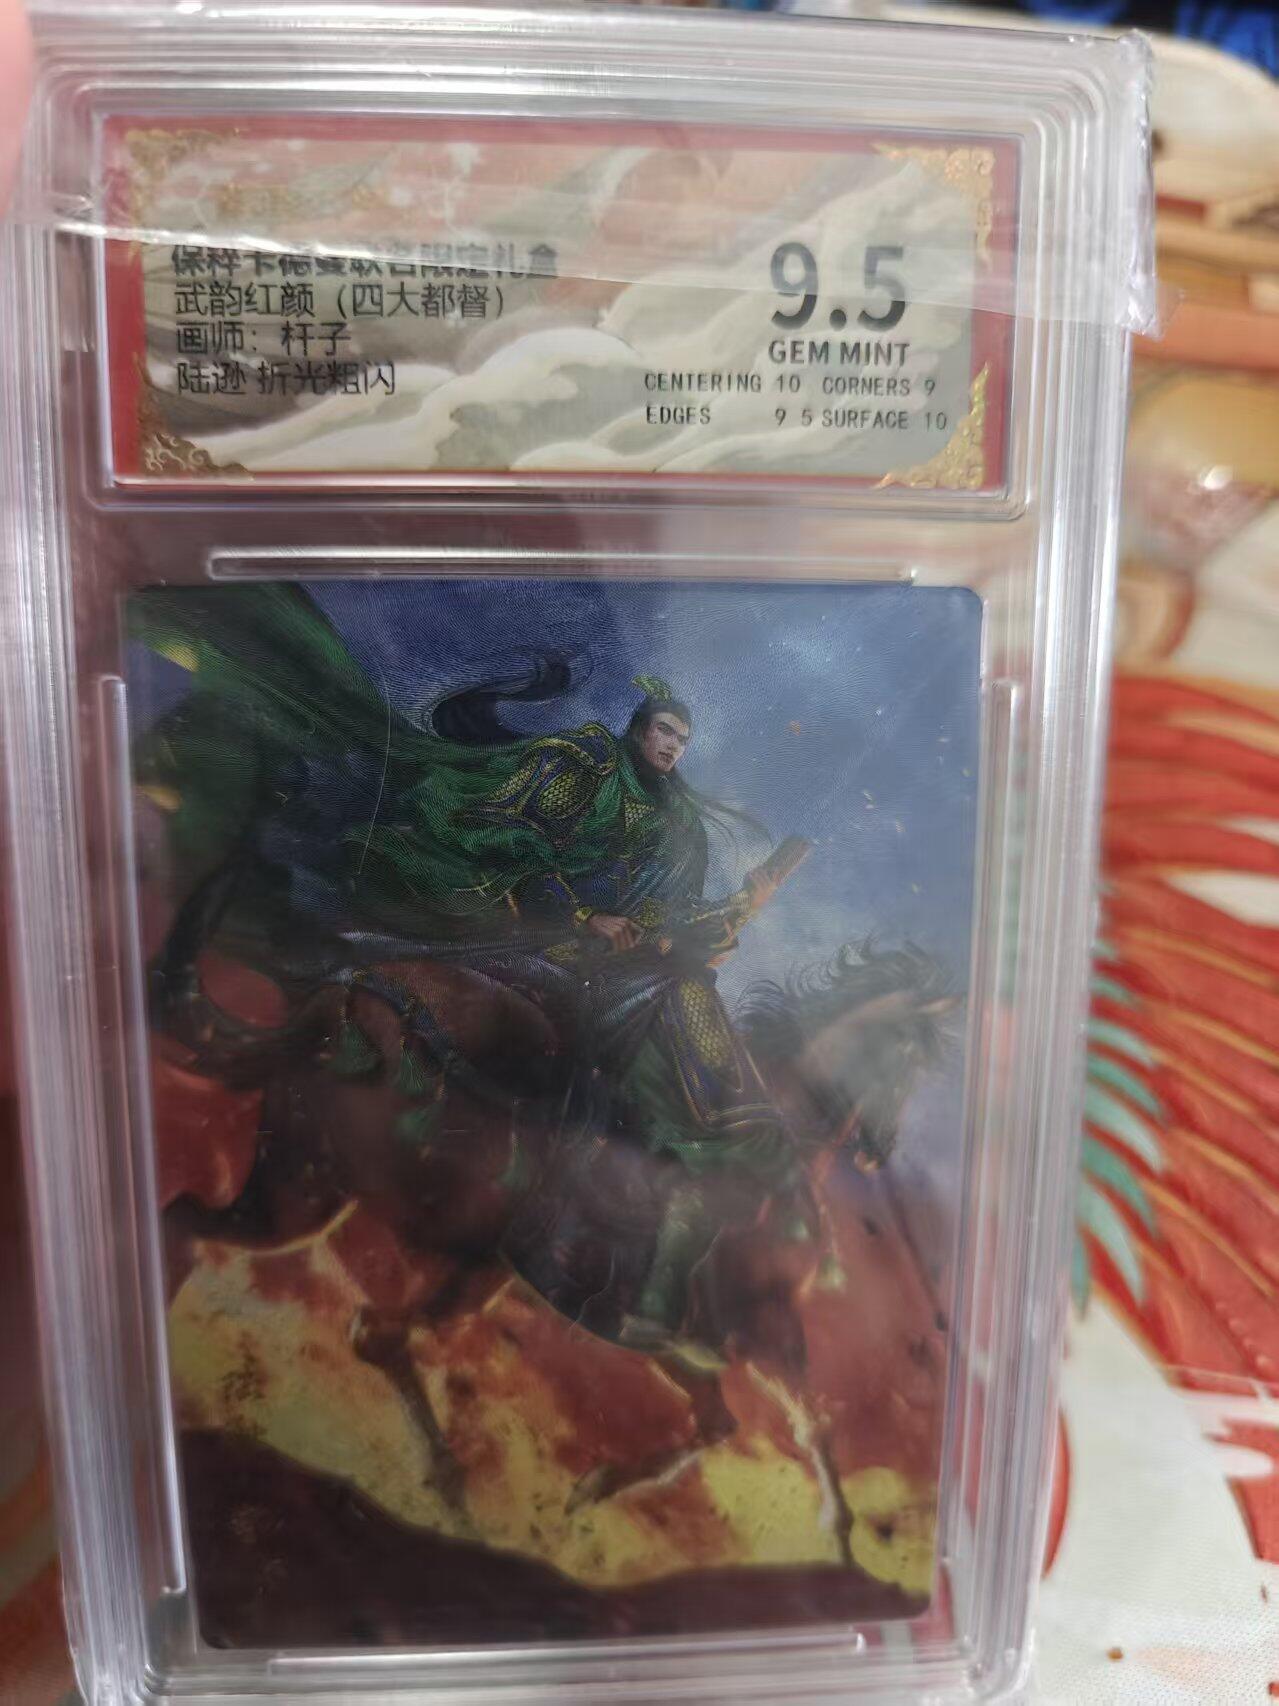 保粹卡德曼联名限定礼盒
武韵红颜（四大都督）
画师：杆子
陆逊 折光粗闪
9.5
GEM MINT
CENTERING 10 CORNERS 9
EDGES 9 5 SURFACE 10